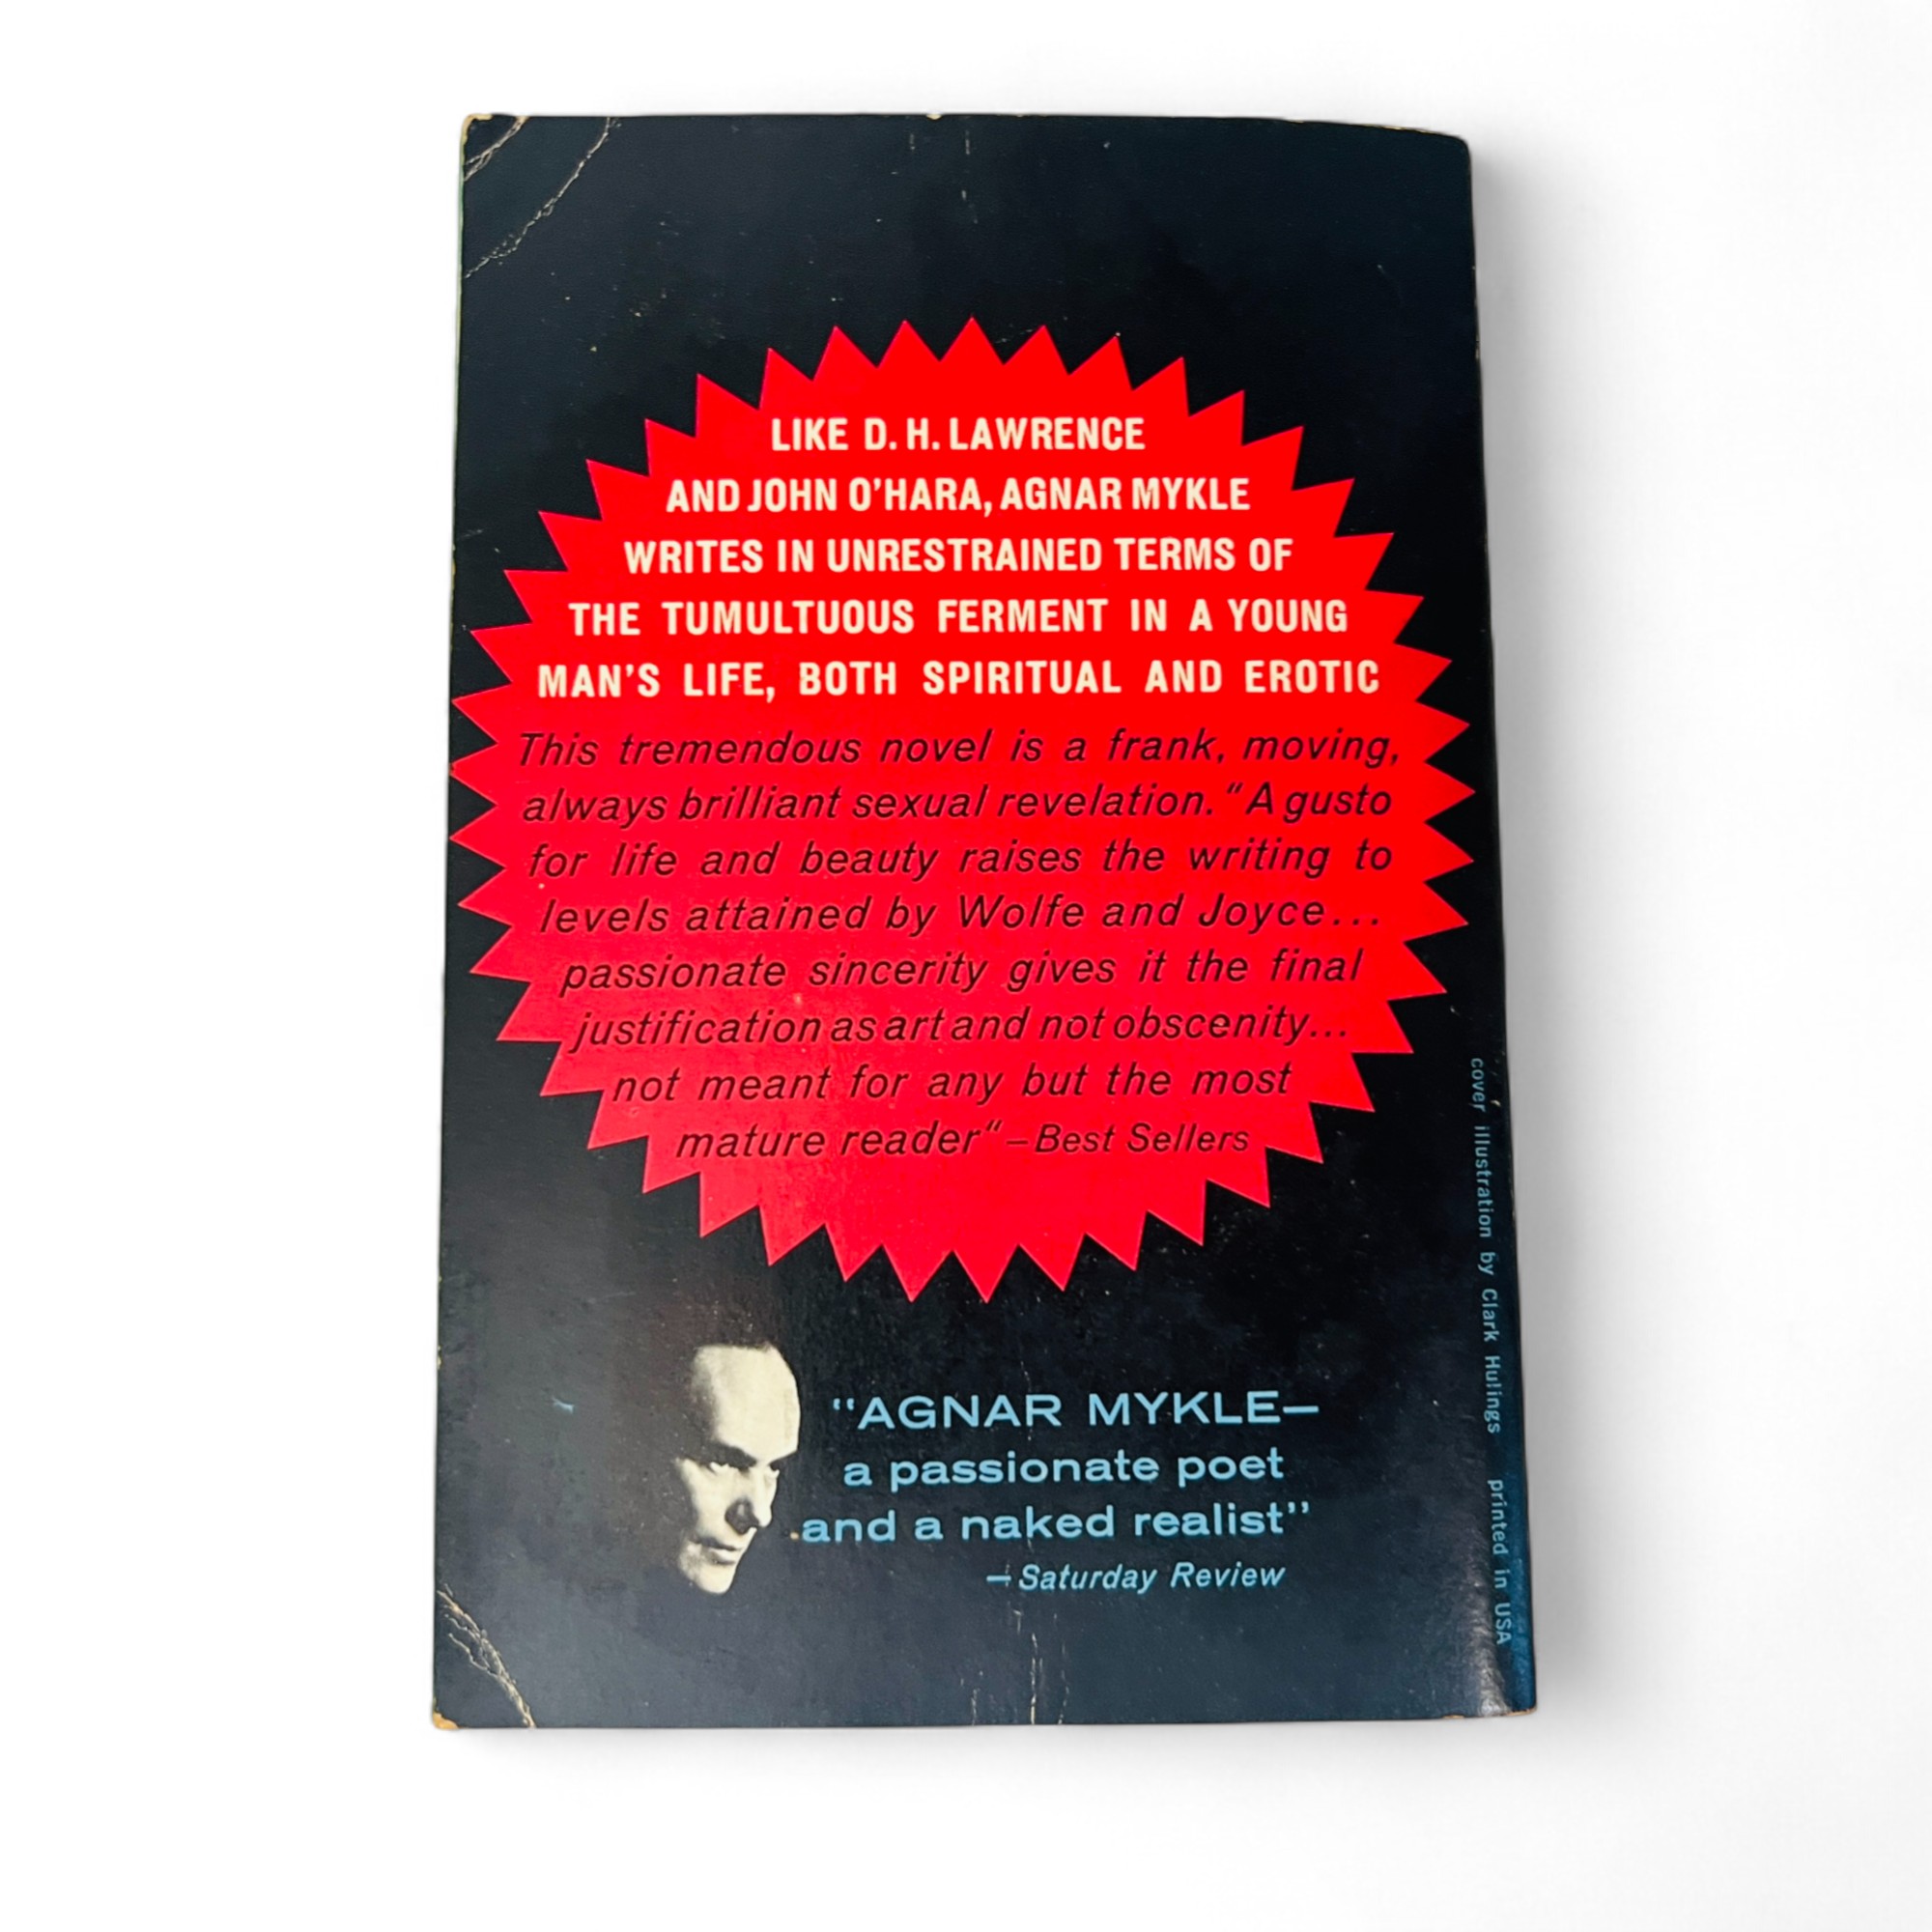 LIKE D. H. LAWRENCE
AND JOHN O'HARA, AGNAR MYKLE
WRITES IN UNRESTRAINED TERMS OF
THE TUMULTUOUS FERMENT IN A YOUNG
MAN'S LIFE, BOTH SPIRITUAL AND EROTIC
This tremendous novel is a frank, moving,
always brilliant sexual revelation. “A gusto
for life and beauty raises the writing to
levels attained by Wolfe and Joyce...
passionate sincerity gives it the final
justification as art and not obscenity...
not meant for any but the most
mature reader“ – Best Sellers
“AGNAR MYKLE—
a passionate poet
and a naked realist”
— Saturday Review
cover illustration by Clark Hulings printed in USA